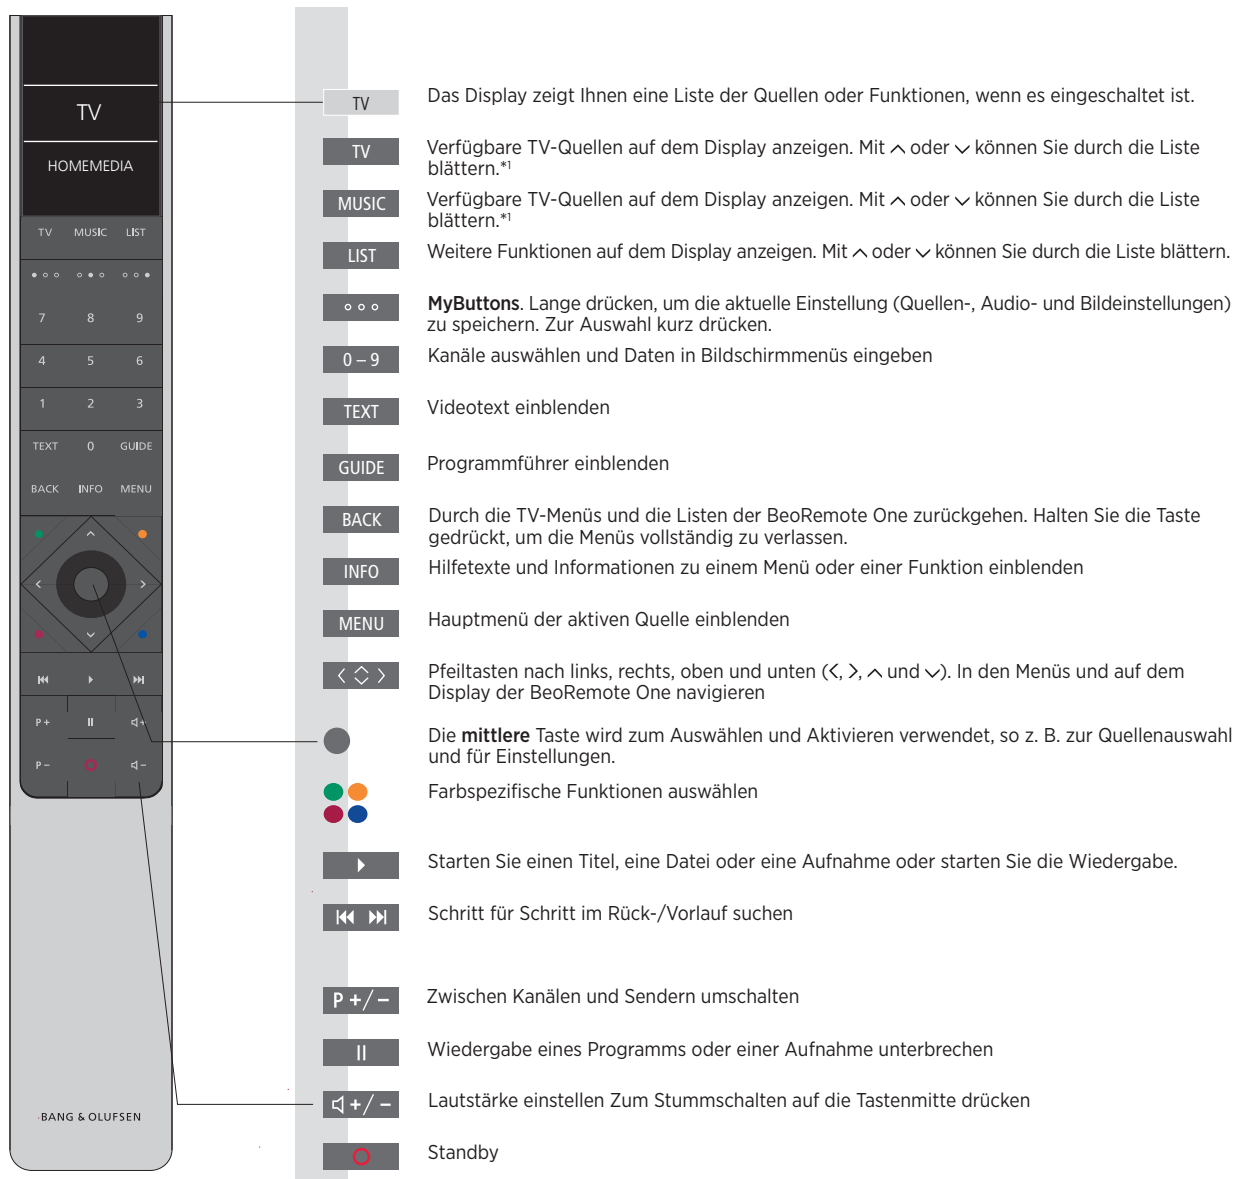 TV
HOMEMEDIA
TV MUSIC LIST
7 8 9
4 5 6
1 2 3
TEXT 0 GUIDE
BACK INFO MENU
P +
P –
BANG & OLUFSEN
TV Das Display zeigt Ihnen eine Liste der Quellen oder Funktionen, wenn es eingeschaltet ist.
TV Verfügbare TV-Quellen auf dem Display anzeigen. Mit ∧ oder ∨ können Sie durch die Liste
blättern.*1
MUSIC Verfügbare TV-Quellen auf dem Display anzeigen. Mit ∧ oder ∨ können Sie durch die Liste
blättern.*1
LIST Weitere Funktionen auf dem Display anzeigen. Mit ∧ oder ∨ können Sie durch die Liste blättern.
MyButtons. Lange drücken, um die aktuelle Einstellung (Quellen-, Audio- und Bildeinstellungen)
zu speichern. Zur Auswahl kurz drücken.
0 – 9 Kanäle auswählen und Daten in Bildschirmmenüs eingeben
TEXT Videotext einblenden
GUIDE Programmführer einblenden
BACK Durch die TV-Menüs und die Listen der BeoRemote One zurückgehen. Halten Sie die Taste
gedrückt, um die Menüs vollständig zu verlassen.
INFO Hilfetexte und Informationen zu einem Menü oder einer Funktion einblenden
MENU Hauptmenü der aktiven Quelle einblenden
Pfeiltasten nach links, rechts, oben und unten (<, >, ∧ und ∨). In den Menüs und auf dem
Display der BeoRemote One navigieren
Die mittlere Taste wird zum Auswählen und Aktivieren verwendet, so z. B. zur Quellenauswahl
und für Einstellungen.
Farbspezifische Funktionen auswählen
Starten Sie einen Titel, eine Datei oder eine Aufnahme oder starten Sie die Wiedergabe.
Schritt für Schritt im Rück-/Vorlauf suchen
P +/– Zwischen Kanälen und Sendern umschalten
Wiedergabe eines Programms oder einer Aufnahme unterbrechen
+/– Lautstärke einstellen Zum Stummschalten auf die Tastenmitte drücken
Standby